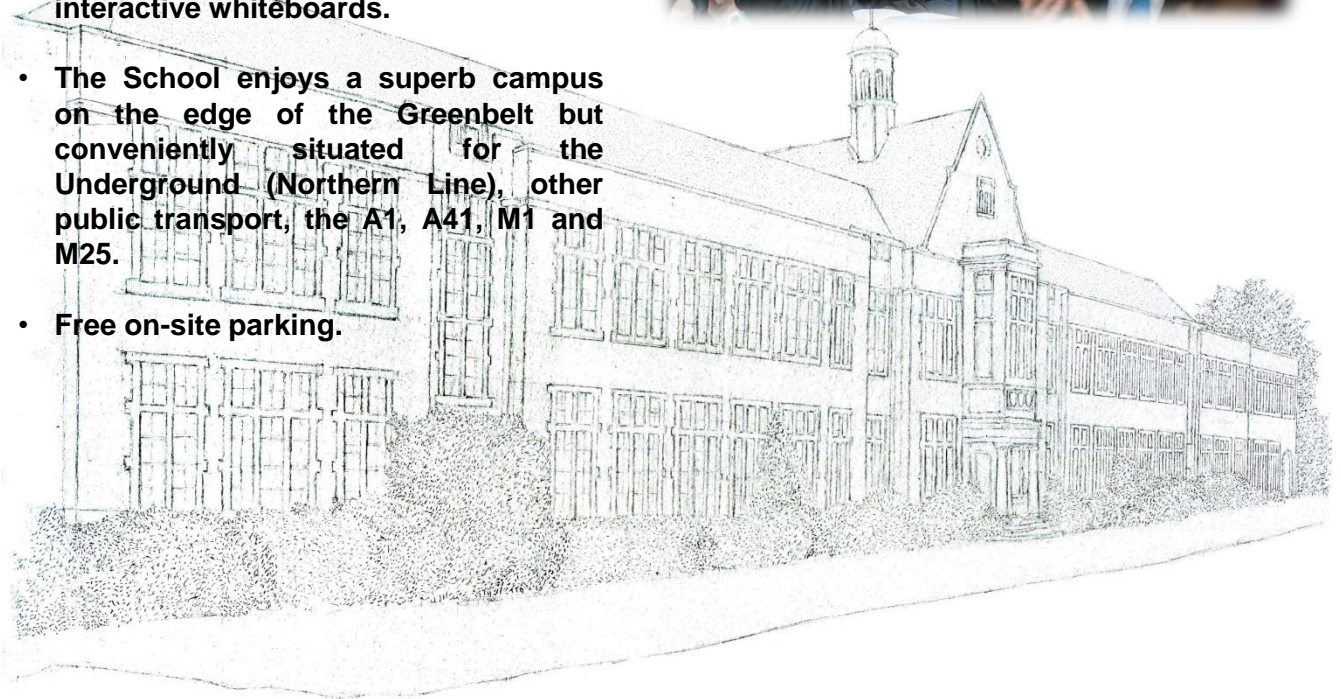 interactive whiteboards.
• The School enjoys a superb campus
on the edge of the Greenbelt but
conveniently situated for the
Underground (Northern Line), other
public transport, the A1, A41, M1 and
M25.
• Free on-site parking.